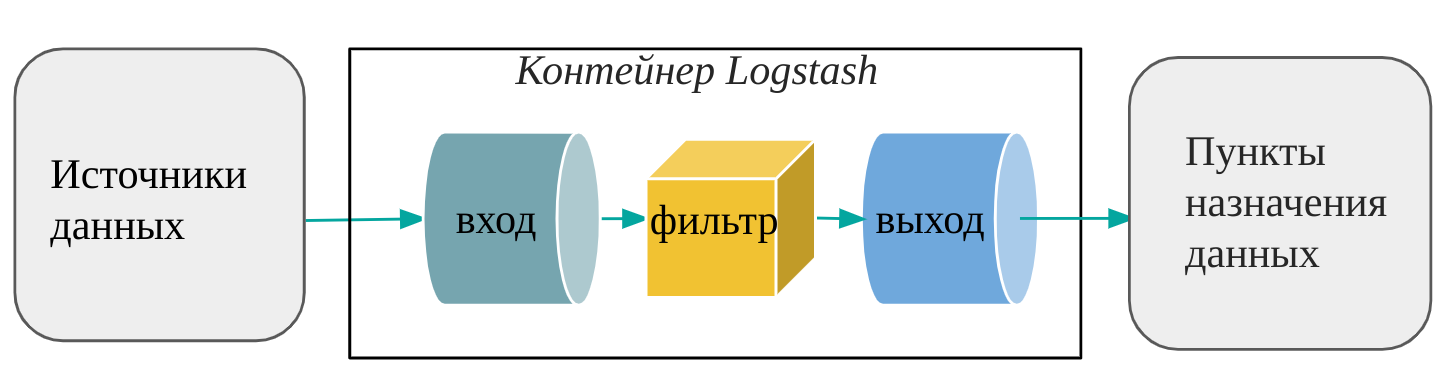 Контейнер Logstash
Источники
данных
вход
фильтр
выход
Пункты
назначения
данных